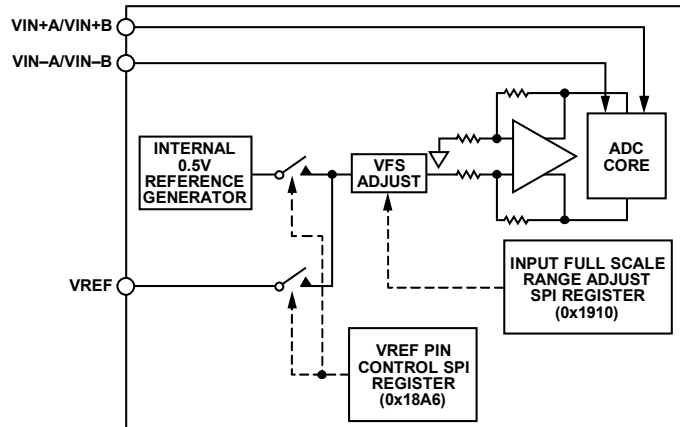 VIN+A/VIN+B
VIN–A/VIN–B
INTERNAL
0.5V
REFERENCE
GENERATOR
VFS
ADJUST
ADC
CORE
VREF
INPUT FULL SCALE
RANGE ADJUST
SPI REGISTER
(0x1910)
VREF PIN
CONTROL SPI
REGISTER
(0x18A6)